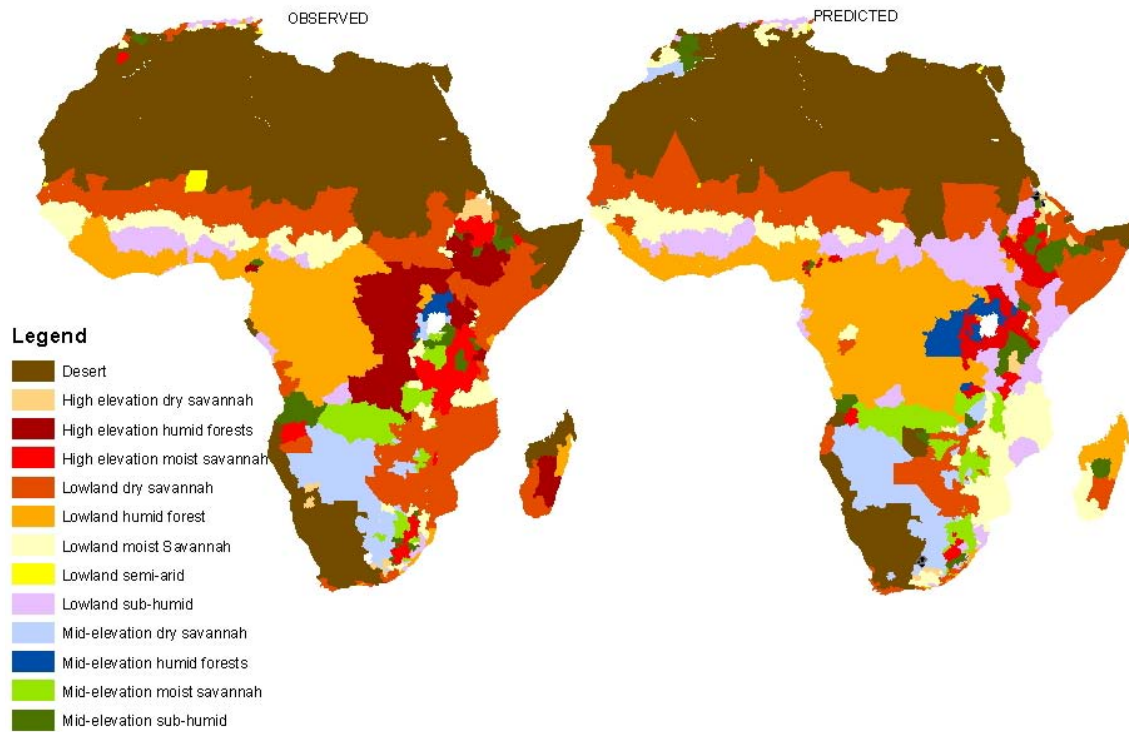 OBSERVED
PREDICTED
Legend
Desert
High elevation dry savannah
High elevation humid forests
High elevation moist savannah
Lowland dry savannah
Lowland humid forest
Lowland moist Savannah
Lowland semi-arid
Lowland sub-humid
Mid-elevation dry savannah
Mid-elevation humid forests
Mid-elevation moist savannah
Mid-elevation sub-humid